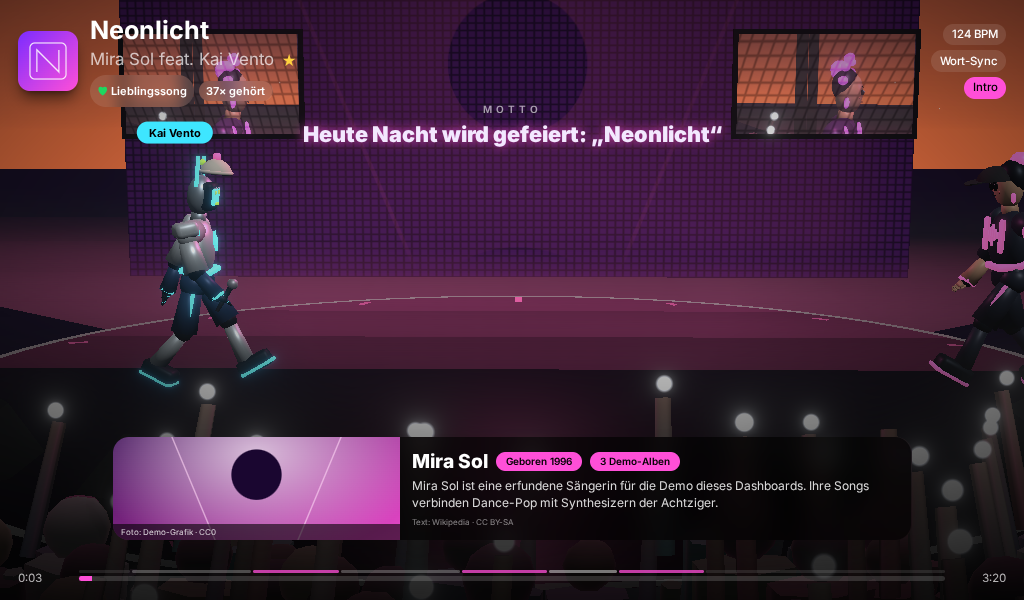 Neonlicht
Mira Sol feat. Kai Vento ★
Lieblingssong
37× gehört
124 BPM
Wort-Sync
Intro
Kai Vento
MOTTO
Heute Nacht wird gefeiert: „Neonlicht“
Mira Sol
Geboren 1996
3 Demo-Alben
Mira Sol ist eine erfundene Sängerin für die Demo dieses Dashboards. Ihre Songs
verbinden Dance-Pop mit Synthesizern der Achtziger.
Text: Wikipedia · CC BY-SA
Foto: Demo-Grafik · CC0
0:03
3:20